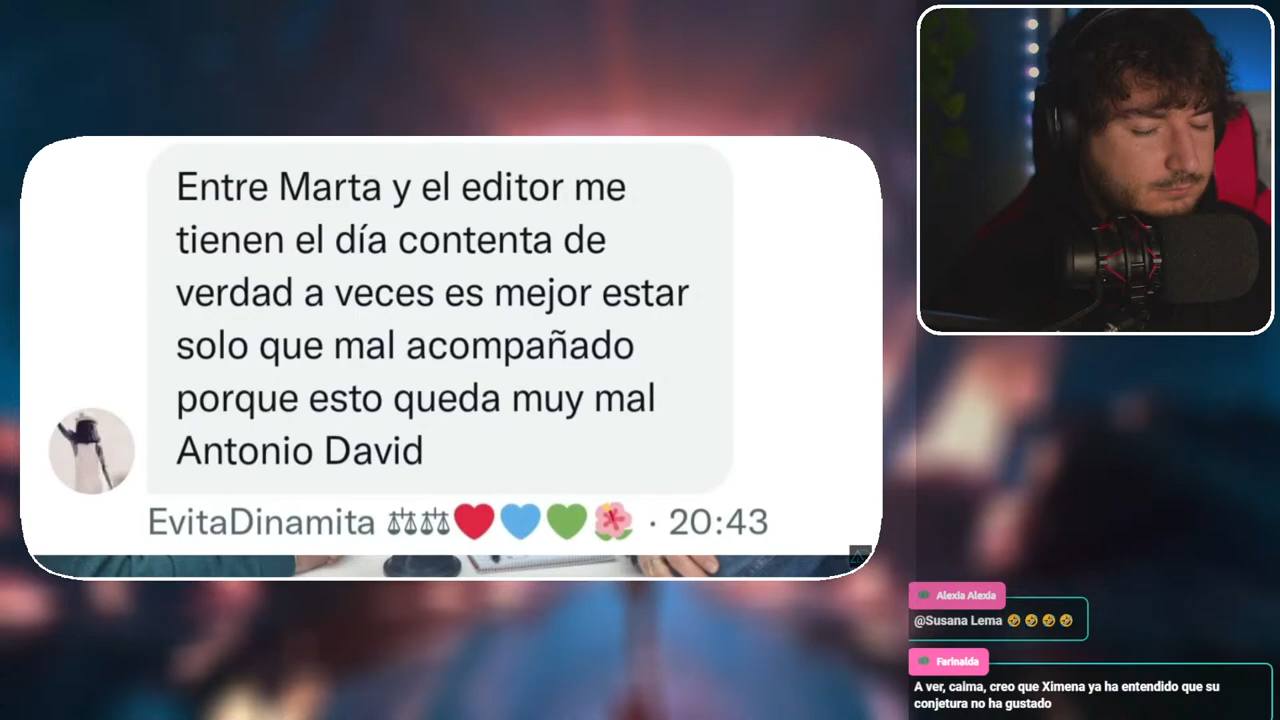 Entre Marta y el editor me
tienen el día contenta de
verdad a veces es mejor estar
solo que mal acompañado
porque esto queda muy mal
Antonio David
EvitaDinamita ⚖⚖❤️💙💚🌺 · 20:43
Alexia Alexia
@Susana Lema 🤣 🤣 🤣 🤣
Farinalda
A ver, calma, creo que Ximena ya ha entendido que su
conjetura no ha gustado